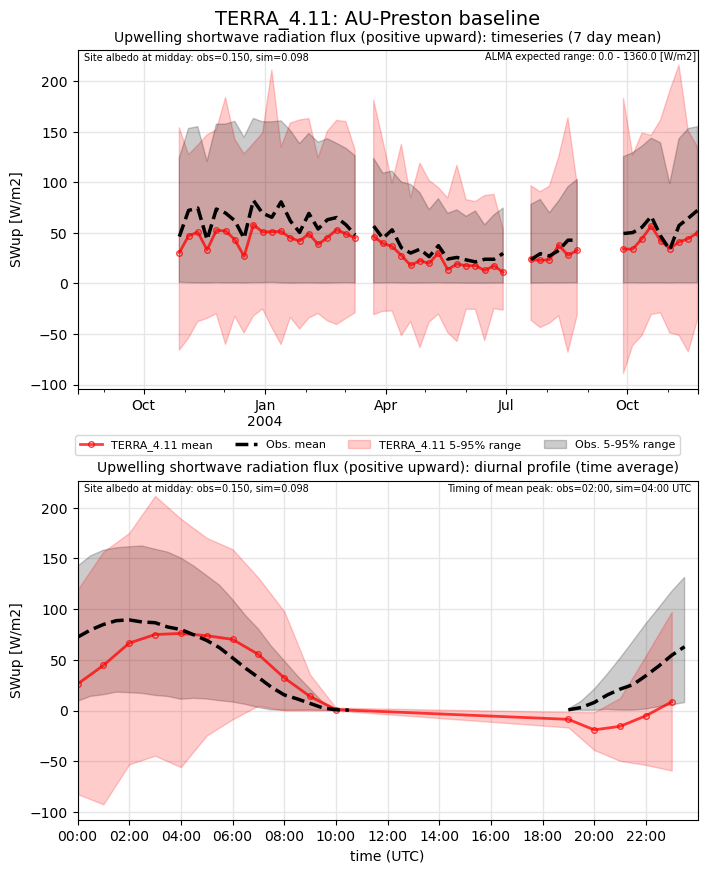 TERRA_4.11: AU-Preston baseline
Upwelling shortwave radiation flux (positive upward): timeseries (7 day mean)
Site albedo at midday: obs=0.150, sim=0.098
ALMA expected range: 0.0 - 1360.0 [W/m2]
200
150
100
50
0
−50
−100
SWup [W/m2]
Oct
Jan
2004
Apr
Jul
Oct
TERRA_4.11 mean
Obs. mean
TERRA_4.11 5-95% range
Obs. 5-95% range
Upwelling shortwave radiation flux (positive upward): diurnal profile (time average)
Site albedo at midday: obs=0.150, sim=0.098
Timing of mean peak: obs=02:00, sim=04:00 UTC
200
150
100
50
0
−50
−100
SWup [W/m2]
00:00
02:00
04:00
06:00
08:00
10:00
12:00
14:00
16:00
18:00
20:00
22:00
time (UTC)